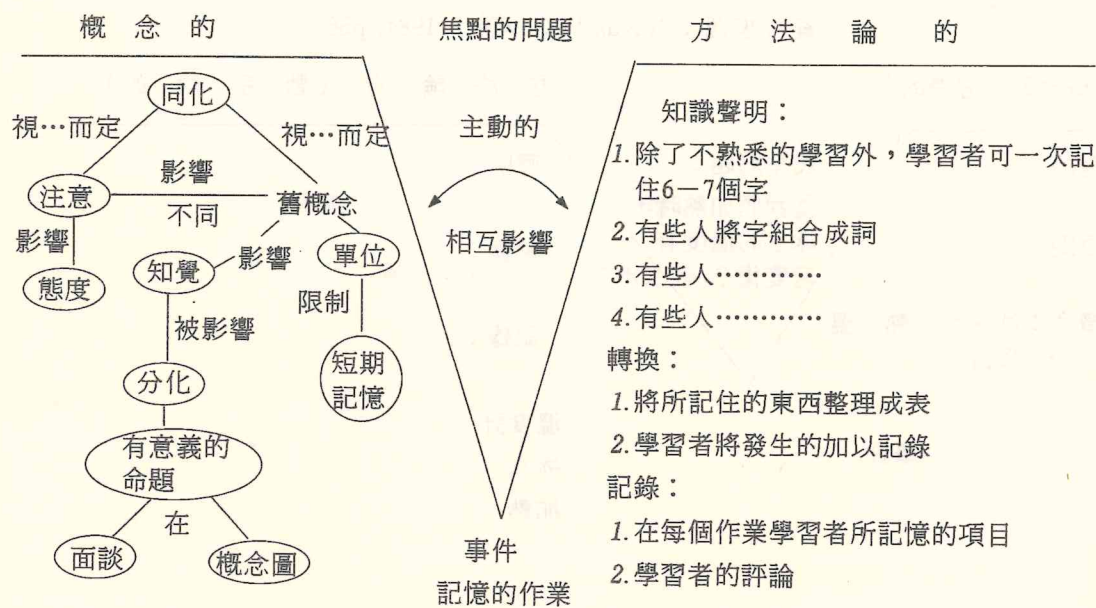 概念的
焦點的問題
方法論的
同化
視…而定
視…而定
注意
影響
不同
舊概念
影響
態度
知覺
影響
單位
限制
短期
記憶
被影響
分化
有意義的
命題
在
面談
概念圖
主動的
相互影響
事件
記憶的作業
知識聲明：
1.除了不熟悉的學習外，學習者可一次記
住6－7個字
2.有些人將字組合成詞
3.有些人…………
4.有些人…………
轉換：
1.將所記住的東西整理成表
2.學習者將發生的加以記錄
記錄：
1.在每個作業學習者所記憶的項目
2.學習者的評論